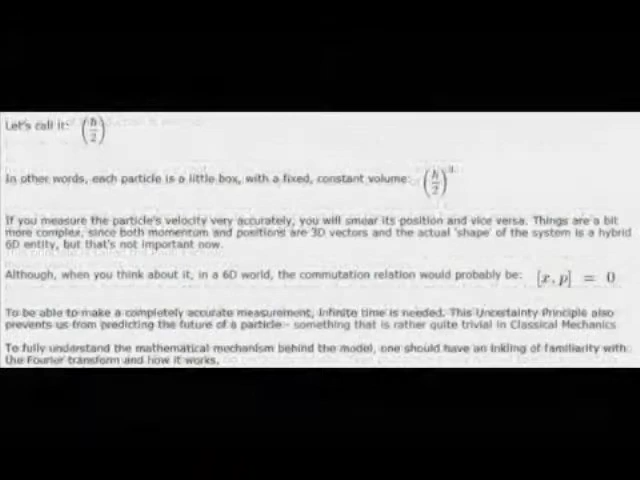 Let's call it: (ħ/2)
In other words, each particle is a little box, with a fixed, constant volume: (ħ/2)³
If you measure the particle's velocity very accurately, you will smear its position and vice versa. Things are a bit
more complex, since both momentum and positions are 3D vectors and the actual 'shape' of the system is a hybrid
6D entity, but that's not important now.
Although, when you think about it, in a 6D world, the commutation relation would probably be: [x, p] = 0
To be able to make a completely accurate measurement, infinite time is needed. This Uncertainty Principle also
prevents us from predicting the future of a particle - something that is rather quite trivial in Classical Mechanics
To fully understand the mathematical mechanism behind the model, one should have an inkling of familiarity with
the Fourier transform and how it works.